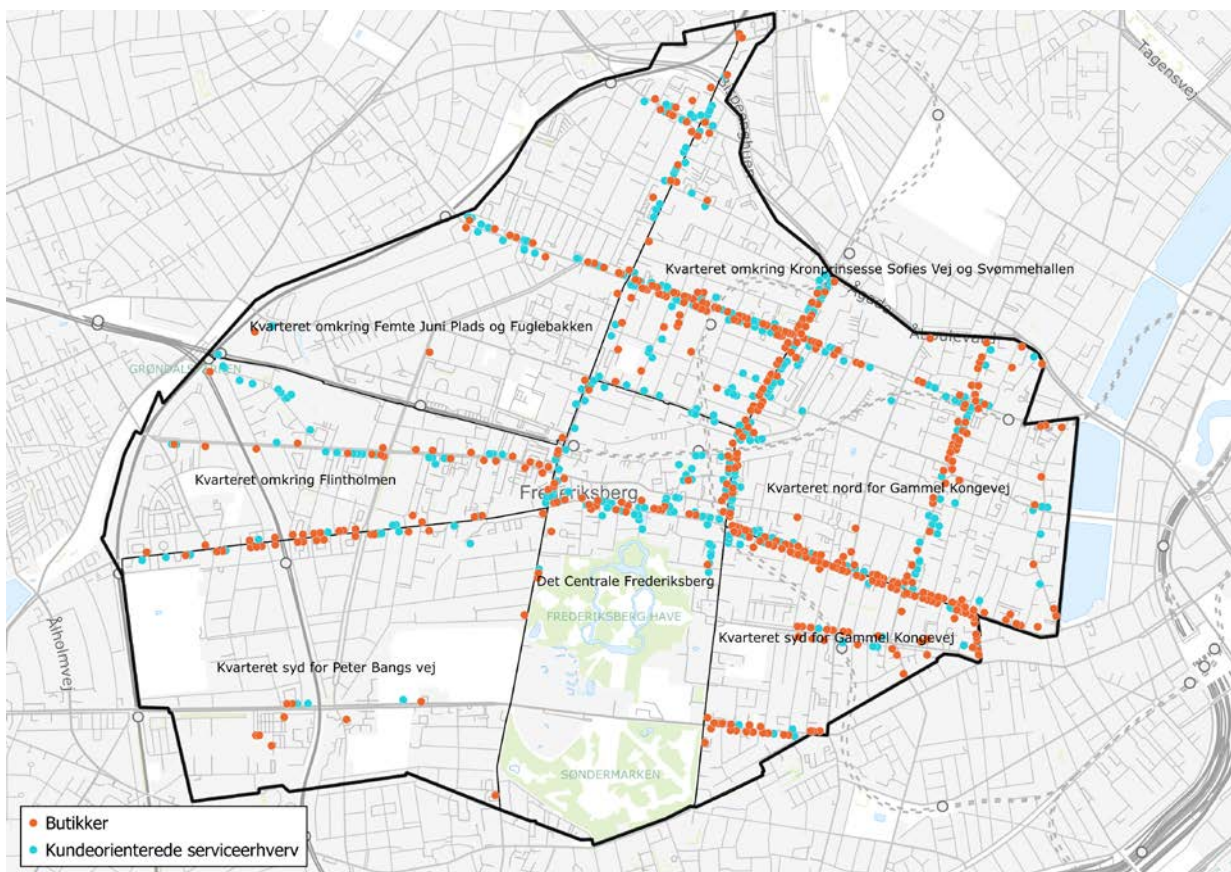 Tagensvej
Kvarteret omkring Kronprinsesse Sofies Vej og Svømmehallen
Kvarteret omkring Femte Juni Plads og Fuglebakken
Kvarteret omkring Flintholmen
Frederiksberg
Kvarteret nord for Gammel Kongevej
Det Centrale Frederiksberg
FREDERIKSBERG HAVE
Kvarteret syd for Gammel Kongevej
Ålholmvej
Kvarteret syd for Peter Bangs vej
SØNDERMARKEN
Butikker
Kundeorienterede serviceerhverv